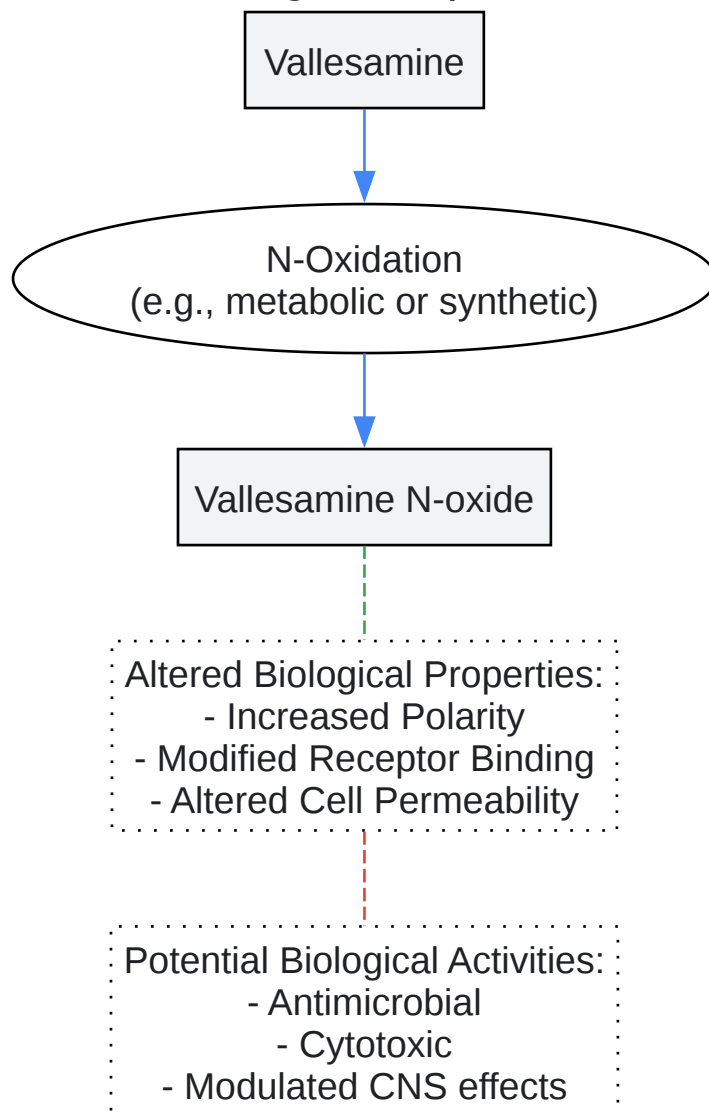 Vallesamine
N-Oxidation
(e.g., metabolic or synthetic)
Vallesamine N-oxide
Altered Biological Properties:
- Increased Polarity
- Modified Receptor Binding
- Altered Cell Permeability
Potential Biological Activities:
- Antimicrobial
- Cytotoxic
- Modulated CNS effects